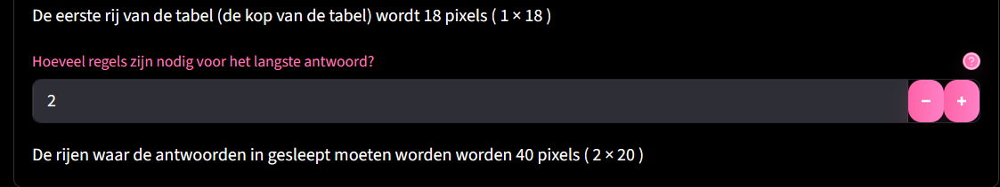 De eerste rij van de tabel (de kop van de tabel) wordt 18 pixels ( 1 × 18 )
Hoeveel regels zijn nodig voor het langste antwoord?
?
2
− +
De rijen waar de antwoorden in gesleept moeten worden worden 40 pixels ( 2 × 20 )